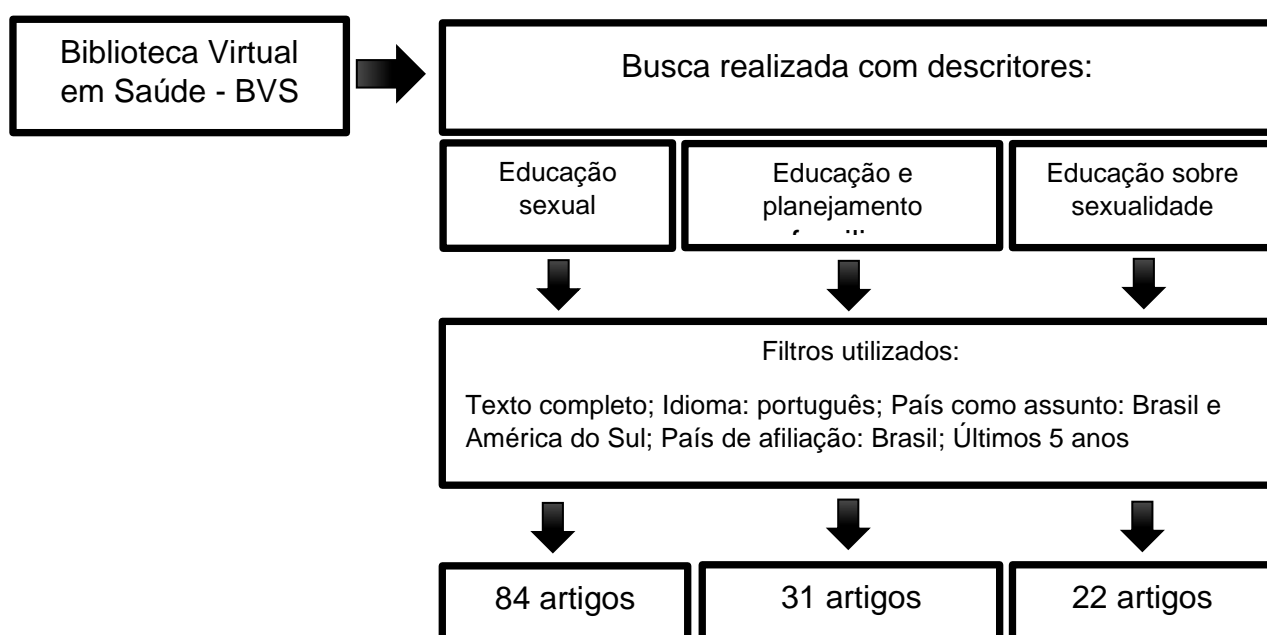 Biblioteca Virtual
em Saúde - BVS
Busca realizada com descritores:
Educação
sexual
Educação e
planejamento
Educação sobre
sexualidade
Filtros utilizados:
Texto completo; Idioma: português; País como assunto: Brasil e
América do Sul; País de afiliação: Brasil; Últimos 5 anos
84 artigos
31 artigos
22 artigos